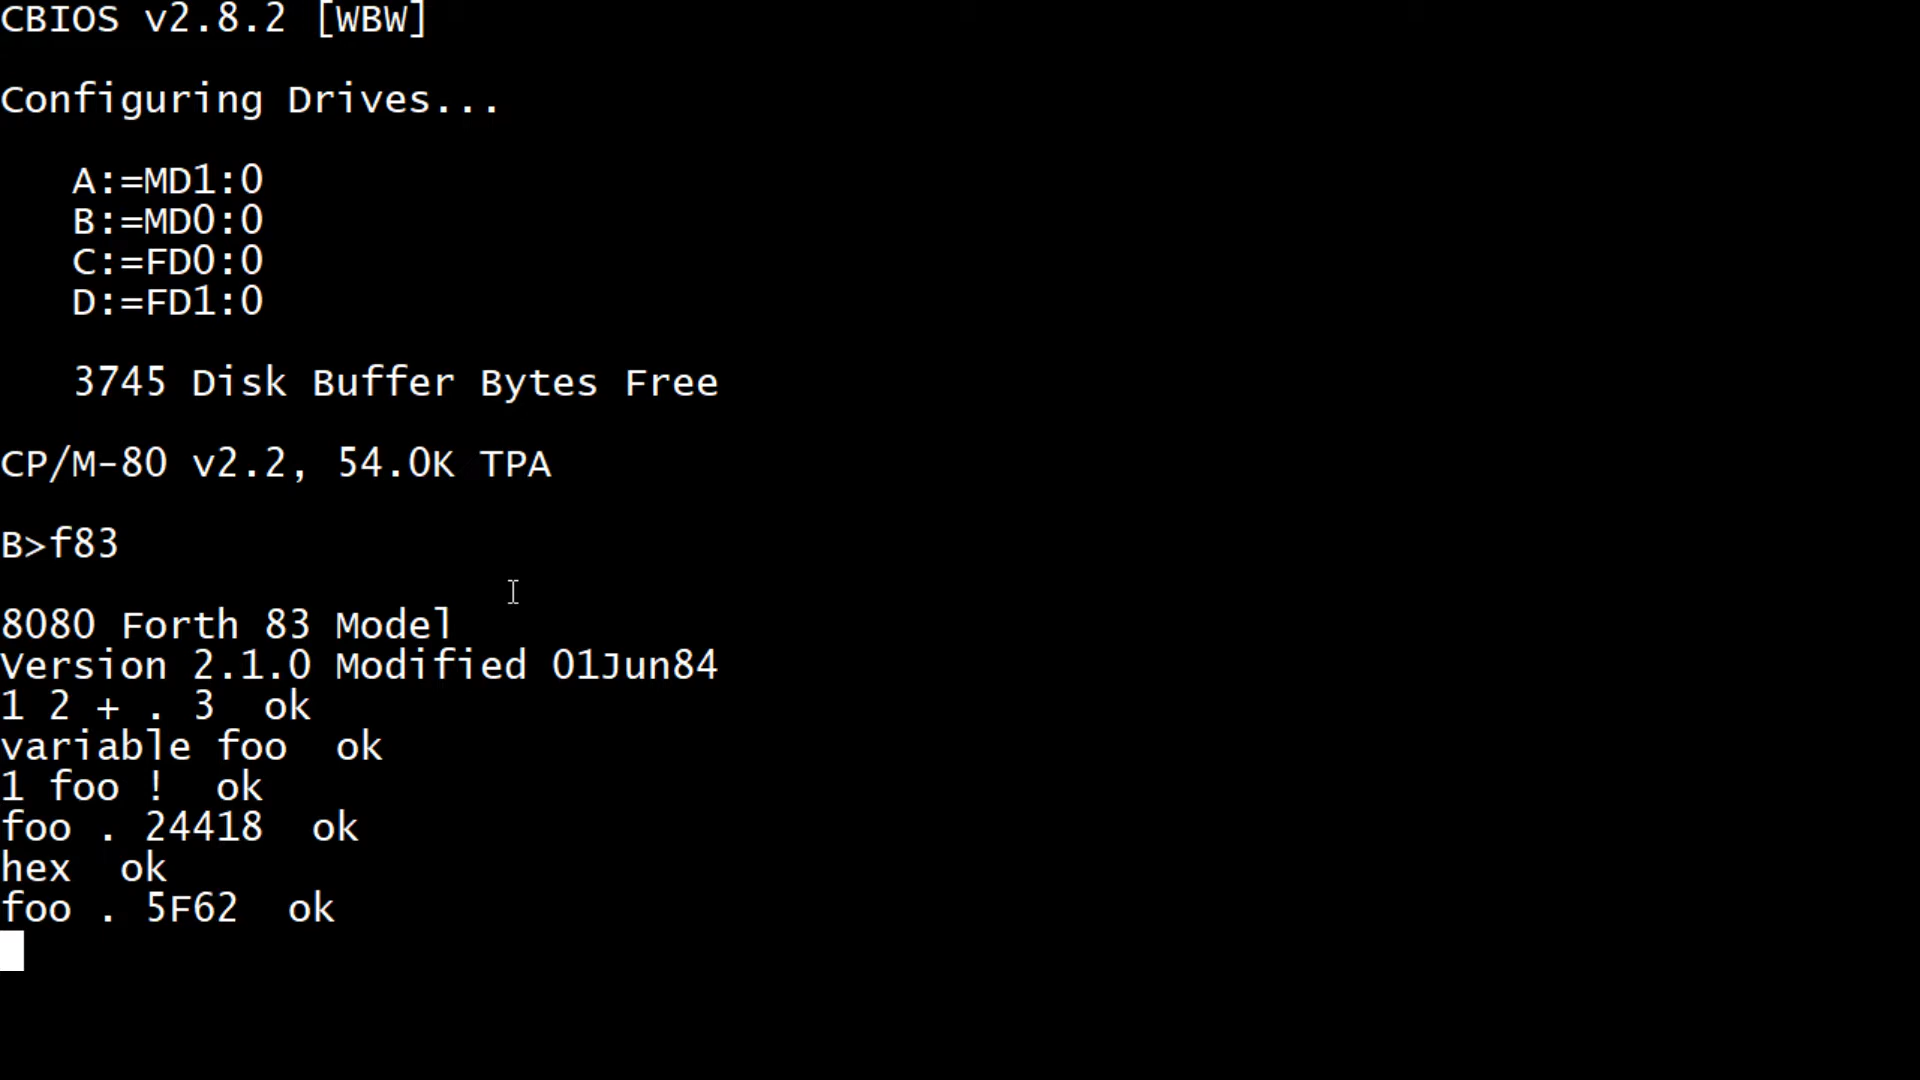 CBIOS v2.8.2 [WBW]
Configuring Drives...
A:=MD1:0
B:=MD0:0
C:=FD0:0
D:=FD1:0
3745 Disk Buffer Bytes Free
CP/M-80 v2.2, 54.0K TPA
B>f83
8080 Forth 83 Model
Version 2.1.0 Modified 01Jun84
1 2 + . 3  ok
variable foo  ok
1 foo !  ok
foo . 24418  ok
hex  ok
foo . 5F62  ok